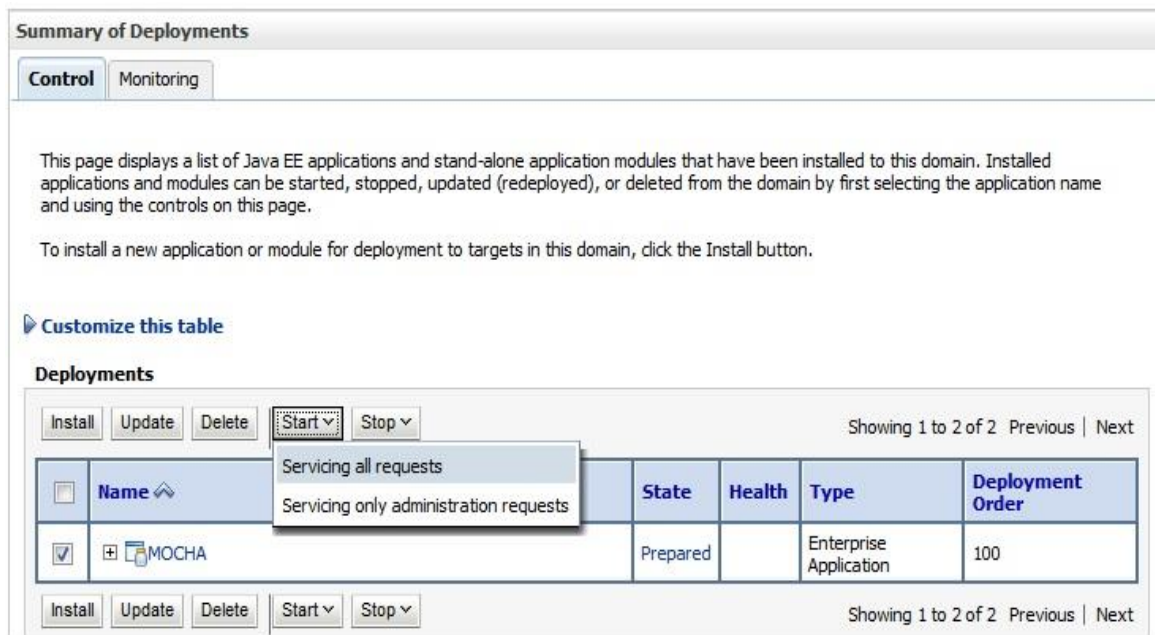 Summary of Deployments
Control Monitoring
This page displays a list of Java EE applications and stand-alone application modules that have been installed to this domain. Installed
applications and modules can be started, stopped, updated (redeployed), or deleted from the domain by first selecting the application name
and using the controls on this page.
To install a new application or module for deployment to targets in this domain, click the Install button.
Customize this table
Deployments
Install Update Delete Start Stop Showing 1 to 2 of 2 Previous | Next
Servicing all requests
Servicing only administration requests
Name State Health Type Deployment Order
MOCHA Prepared Enterprise Application 100
Install Update Delete Start Stop Showing 1 to 2 of 2 Previous | Next